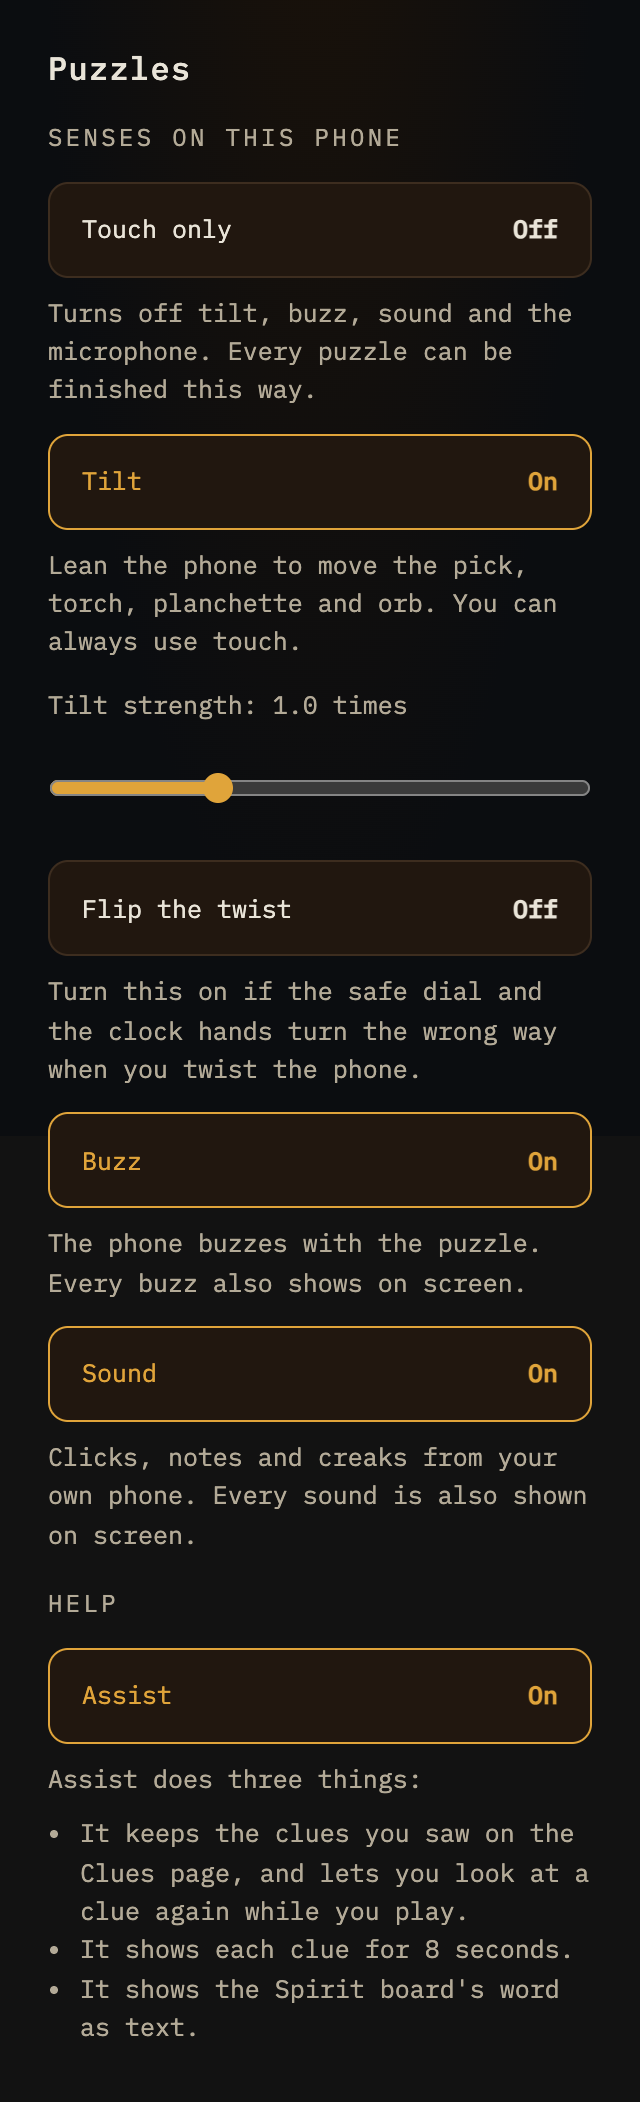 Puzzles
SENSES ON THIS PHONE
Touch only Off
Turns off tilt, buzz, sound and the
microphone. Every puzzle can be
finished this way.
Tilt On
Lean the phone to move the pick,
torch, planchette and orb. You can
always use touch.
Tilt strength: 1.0 times
Flip the twist Off
Turn this on if the safe dial and
the clock hands turn the wrong way
when you twist the phone.
Buzz On
The phone buzzes with the puzzle.
Every buzz also shows on screen.
Sound On
Clicks, notes and creaks from your
own phone. Every sound is also shown
on screen.
HELP
Assist On
Assist does three things:
• It keeps the clues you saw on the
Clues page, and lets you look at a
clue again while you play.
• It shows each clue for 8 seconds.
• It shows the Spirit board's word
as text.